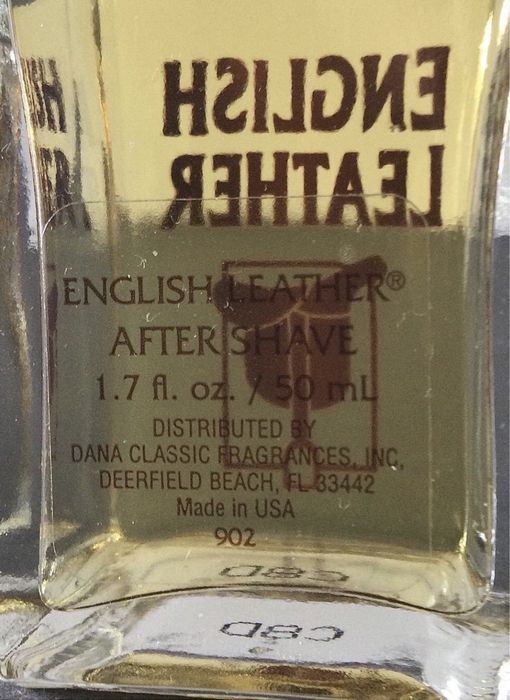 ENGLISH
LEATHER
ENGLISH LEATHER®
AFTER SHAVE
1.7 fl. oz. / 50 mL
DISTRIBUTED BY
DANA CLASSIC FRAGRANCES, INC,
DEERFIELD BEACH, FL 33442
Made in USA
902